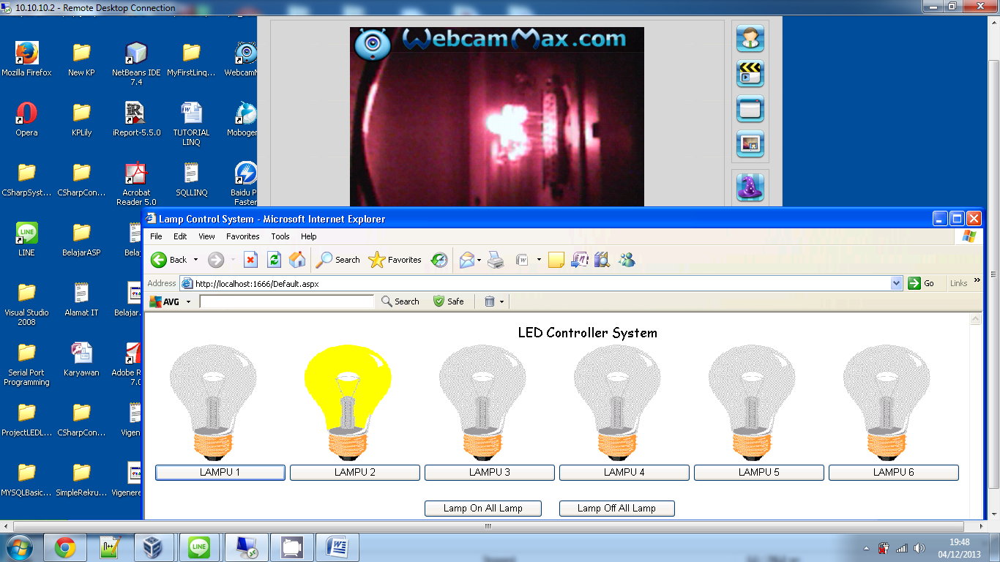 10.10.10.2 - Remote Desktop Connection
WebcamMax.com
Mozilla Firefox
New KP
NetBeans IDE
7.4
MyFirstLinq...
WebcamM
Opera
KPLily
iReport-5.5.0
TUTORIAL
LINQ
Moboge
CSharpSyst...
CSharpCon...
Acrobat
Reader 5.0
SQLLINQ
Baidu P
Faster
LINE
BelajarASP
Belaj
Visual Studio
2008
Alamat IT
Belajar
Serial Port
Programming
Karyawan
Adobe R
7.0
ProjectLEDL...
CSharpCon...
Vigen
MYSQLBasic...
SimpleRekru...
Vigenere
Lamp Control System - Microsoft Internet Explorer
File Edit View Favorites Tools Help
Back Search Favorites
Address http://localhost:1666/Default.aspx Go Links »
AVG Search Safe
LED Controller System
LAMPU 1 LAMPU 2 LAMPU 3 LAMPU 4 LAMPU 5 LAMPU 6
Lamp On All Lamp Lamp Off All Lamp
LINE
19:48
04/12/2013